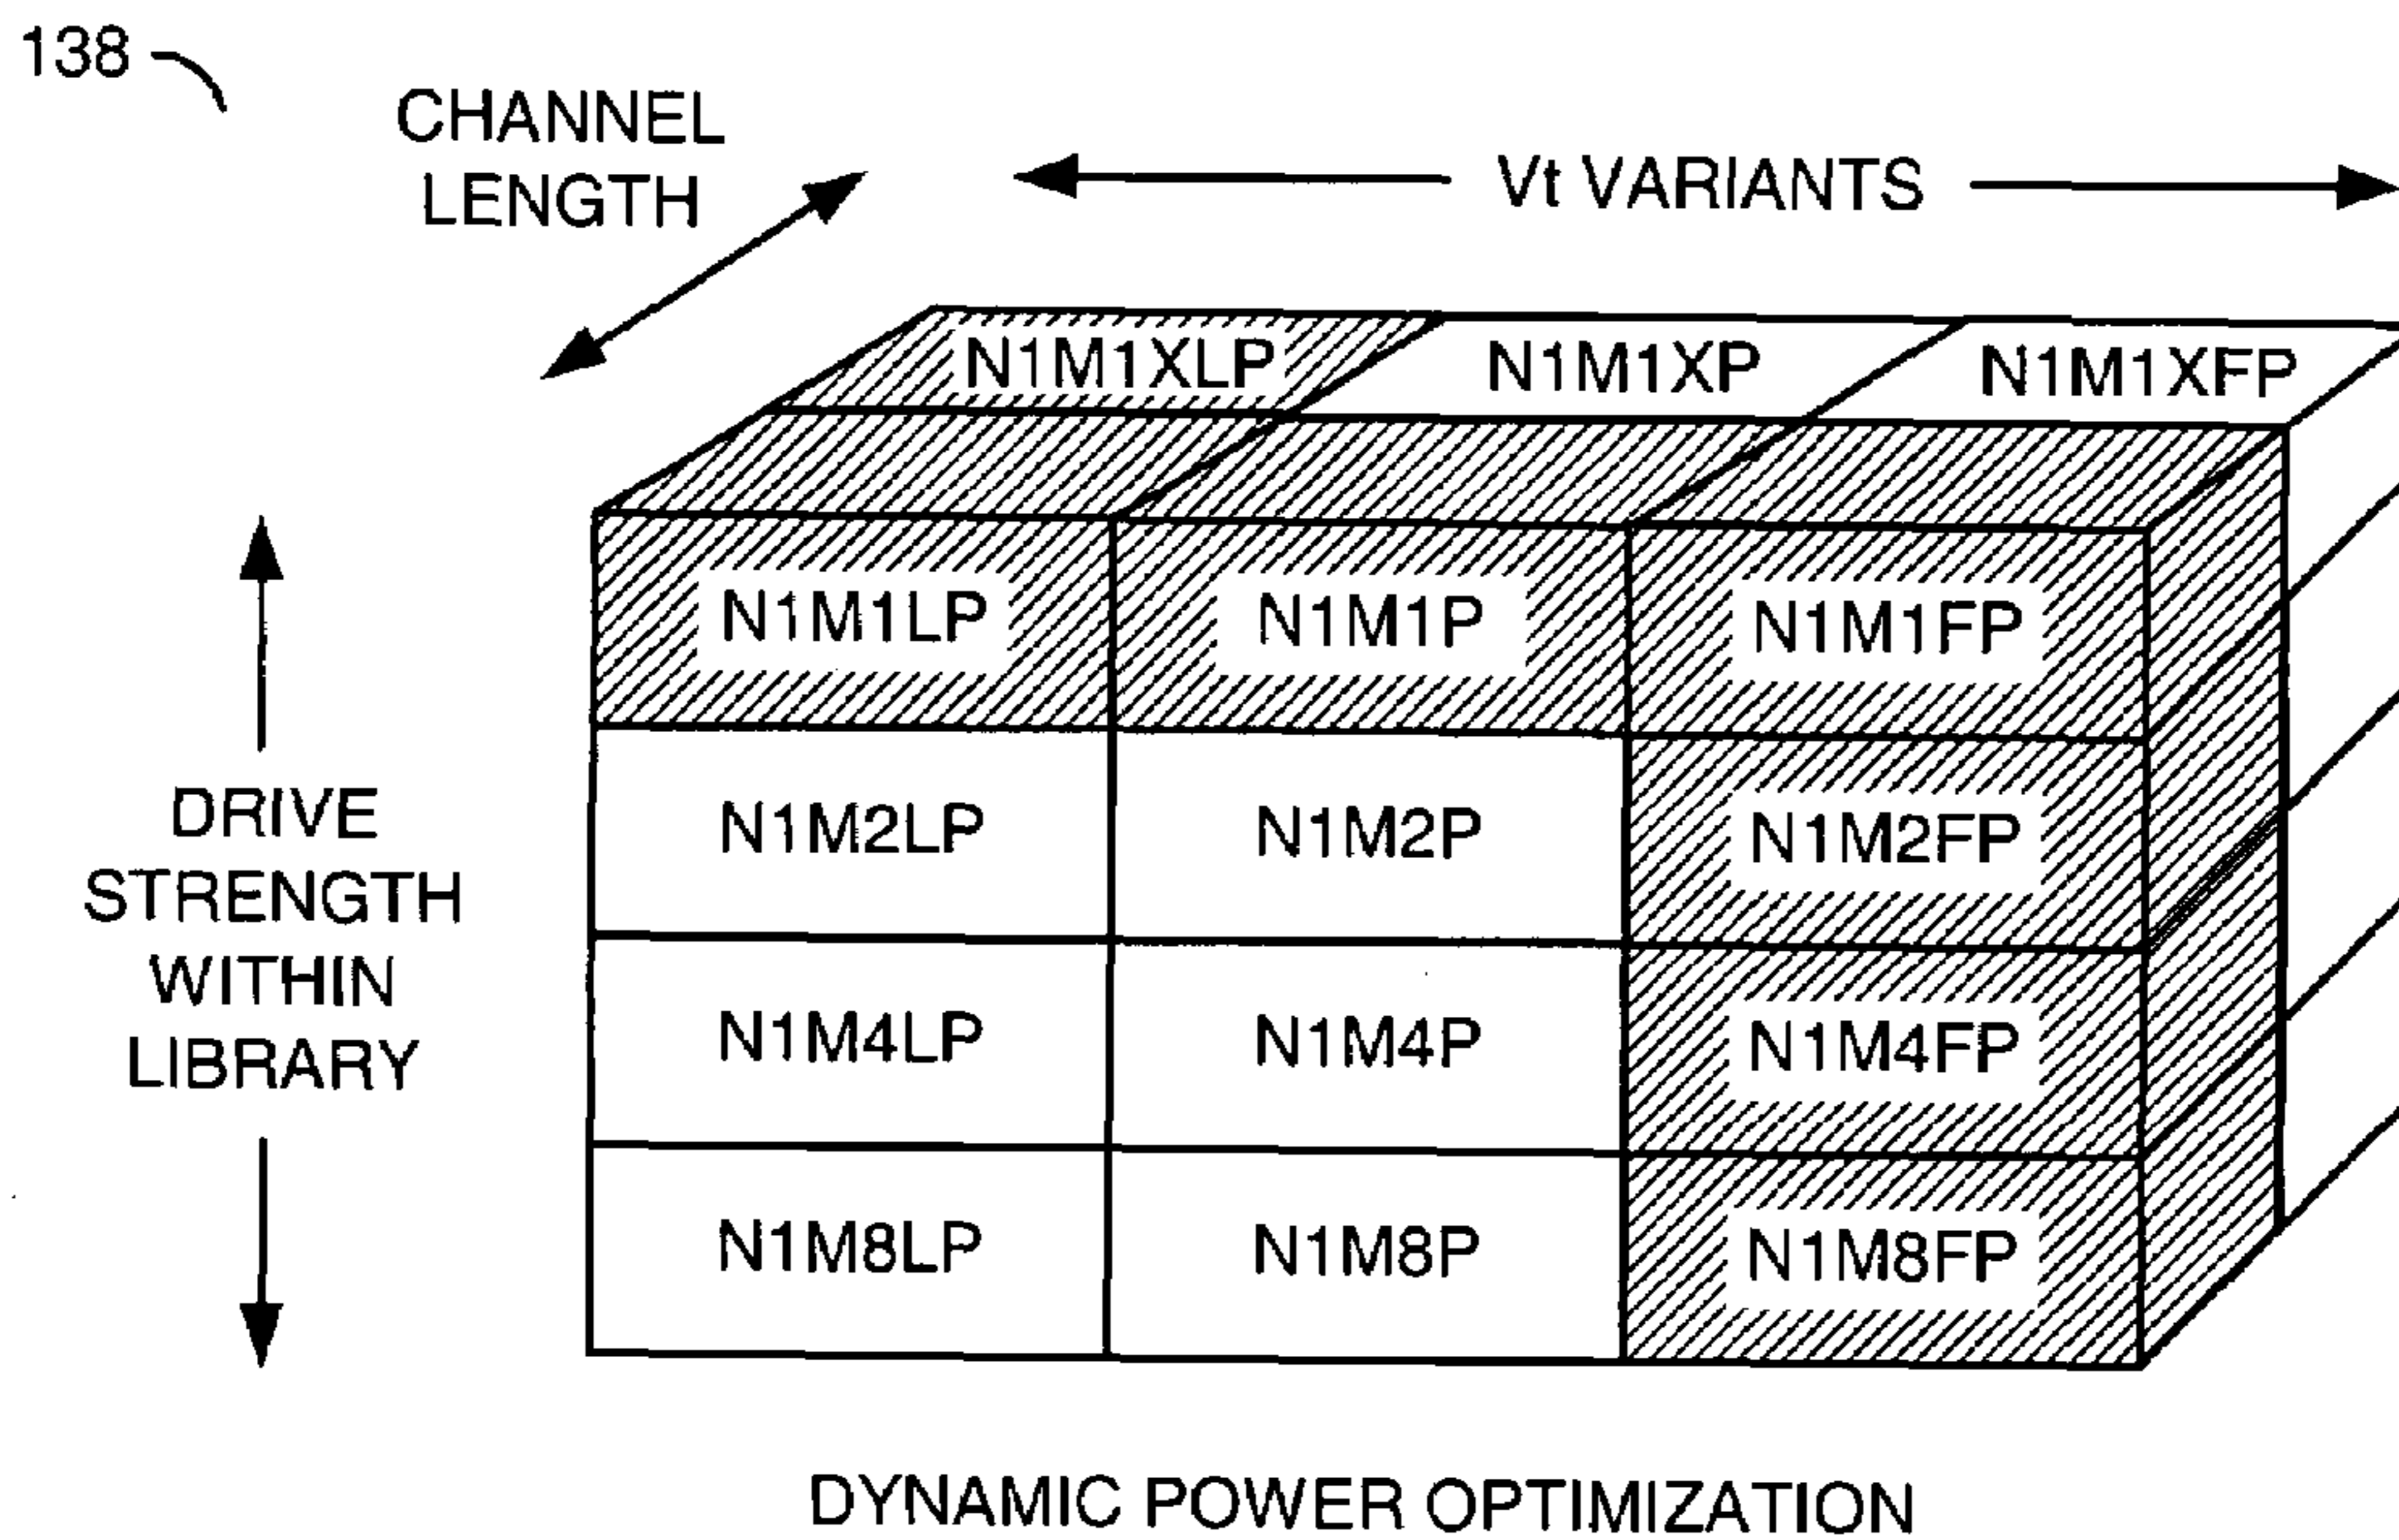 138
CHANNEL
LENGTH
Vt VARIANTS
N1M1XLP N1M1XP N1M1XFP
N1M1LP N1M1P N1M1FP
N1M2LP N1M2P N1M2FP
N1M4LP N1M4P N1M4FP
N1M8LP N1M8P N1M8FP
DRIVE
STRENGTH
WITHIN
LIBRARY
DYNAMIC POWER OPTIMIZATION